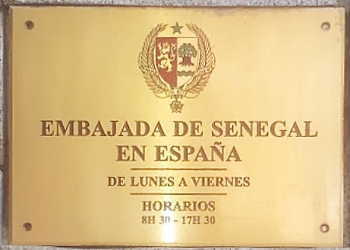 EMBAJADA DE SENEGAL
EN ESPAÑA
DE LUNES A VIERNES
HORARIOS
8H 30 - 17H 30